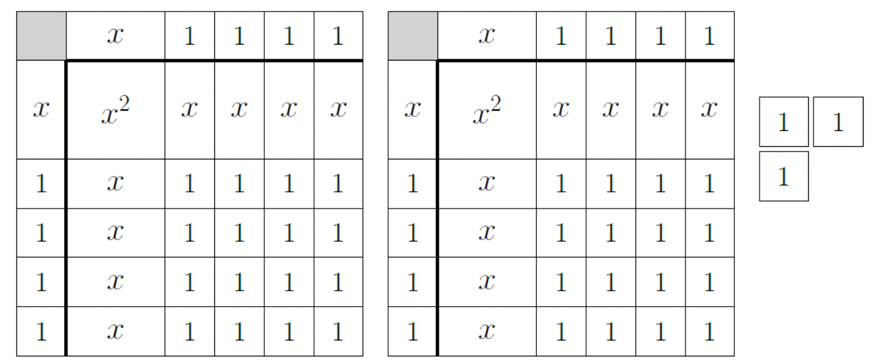 x 1 1 1 1 x 1 1 1 1
x x² x x x x x x² x x x x
1 1
1 x 1 1 1 1 1 x 1 1 1 1
1
1 x 1 1 1 1 1 x 1 1 1 1
1 x 1 1 1 1 1 x 1 1 1 1
1 x 1 1 1 1 1 x 1 1 1 1